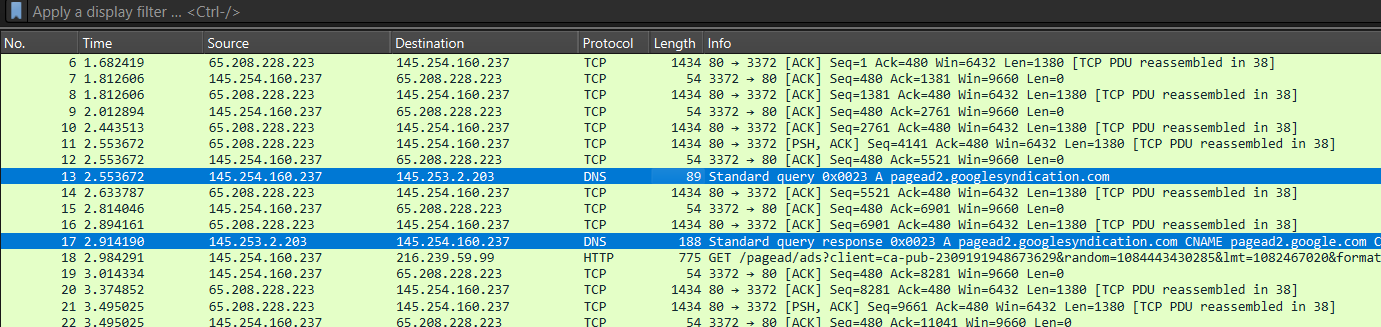 Apply a display filter ... <Ctrl-/>
No. Time Source Destination Protocol Length Info
6 1.682419 65.208.228.223 145.254.160.237 TCP 1434 80 → 3372 [ACK] Seq=1 Ack=480 Win=6432 Len=1380 [TCP PDU reassembled in 38]
7 1.812606 145.254.160.237 65.208.228.223 TCP 54 3372 → 80 [ACK] Seq=480 Ack=1381 Win=9660 Len=0
8 1.812606 65.208.228.223 145.254.160.237 TCP 1434 80 → 3372 [ACK] Seq=1381 Ack=480 Win=6432 Len=1380 [TCP PDU reassembled in 38]
9 2.012894 145.254.160.237 65.208.228.223 TCP 54 3372 → 80 [ACK] Seq=480 Ack=2761 Win=9660 Len=0
10 2.443513 65.208.228.223 145.254.160.237 TCP 1434 80 → 3372 [ACK] Seq=2761 Ack=480 Win=6432 Len=1380 [TCP PDU reassembled in 38]
11 2.553672 65.208.228.223 145.254.160.237 TCP 1434 80 → 3372 [PSH, ACK] Seq=4141 Ack=480 Win=6432 Len=1380 [TCP PDU reassembled in 38]
12 2.553672 145.254.160.237 65.208.228.223 TCP 54 3372 → 80 [ACK] Seq=480 Ack=5521 Win=9660 Len=0
13 2.553672 145.254.160.237 145.253.2.203 DNS 89 Standard query 0x0023 A pagead2.googlesyndication.com
14 2.633787 65.208.228.223 145.254.160.237 TCP 1434 80 → 3372 [ACK] Seq=5521 Ack=480 Win=6432 Len=1380 [TCP PDU reassembled in 38]
15 2.814046 145.254.160.237 65.208.228.223 TCP 54 3372 → 80 [ACK] Seq=480 Ack=6901 Win=9660 Len=0
16 2.894161 65.208.228.223 145.254.160.237 TCP 1434 80 → 3372 [ACK] Seq=6901 Ack=480 Win=6432 Len=1380 [TCP PDU reassembled in 38]
17 2.914190 145.253.2.203 145.254.160.237 DNS 188 Standard query response 0x0023 A pagead2.googlesyndication.com CNAME pagead2.google.com C
18 2.984291 145.254.160.237 216.239.59.99 HTTP 775 GET /pagead/ads?client=ca-pub-2309191948673629&random=1084443430285&lmt=1082467020&format
19 3.014334 145.254.160.237 65.208.228.223 TCP 54 3372 → 80 [ACK] Seq=480 Ack=8281 Win=9660 Len=0
20 3.374852 65.208.228.223 145.254.160.237 TCP 1434 80 → 3372 [ACK] Seq=8281 Ack=480 Win=6432 Len=1380 [TCP PDU reassembled in 38]
21 3.495025 65.208.228.223 145.254.160.237 TCP 1434 80 → 3372 [PSH, ACK] Seq=9661 Ack=480 Win=6432 Len=1380 [TCP PDU reassembled in 38]
22 3.495025 145.254.160.237 65.208.228.223 TCP 54 3372 → 80 [ACK] Seq=480 Ack=11041 Win=9660 Len=0